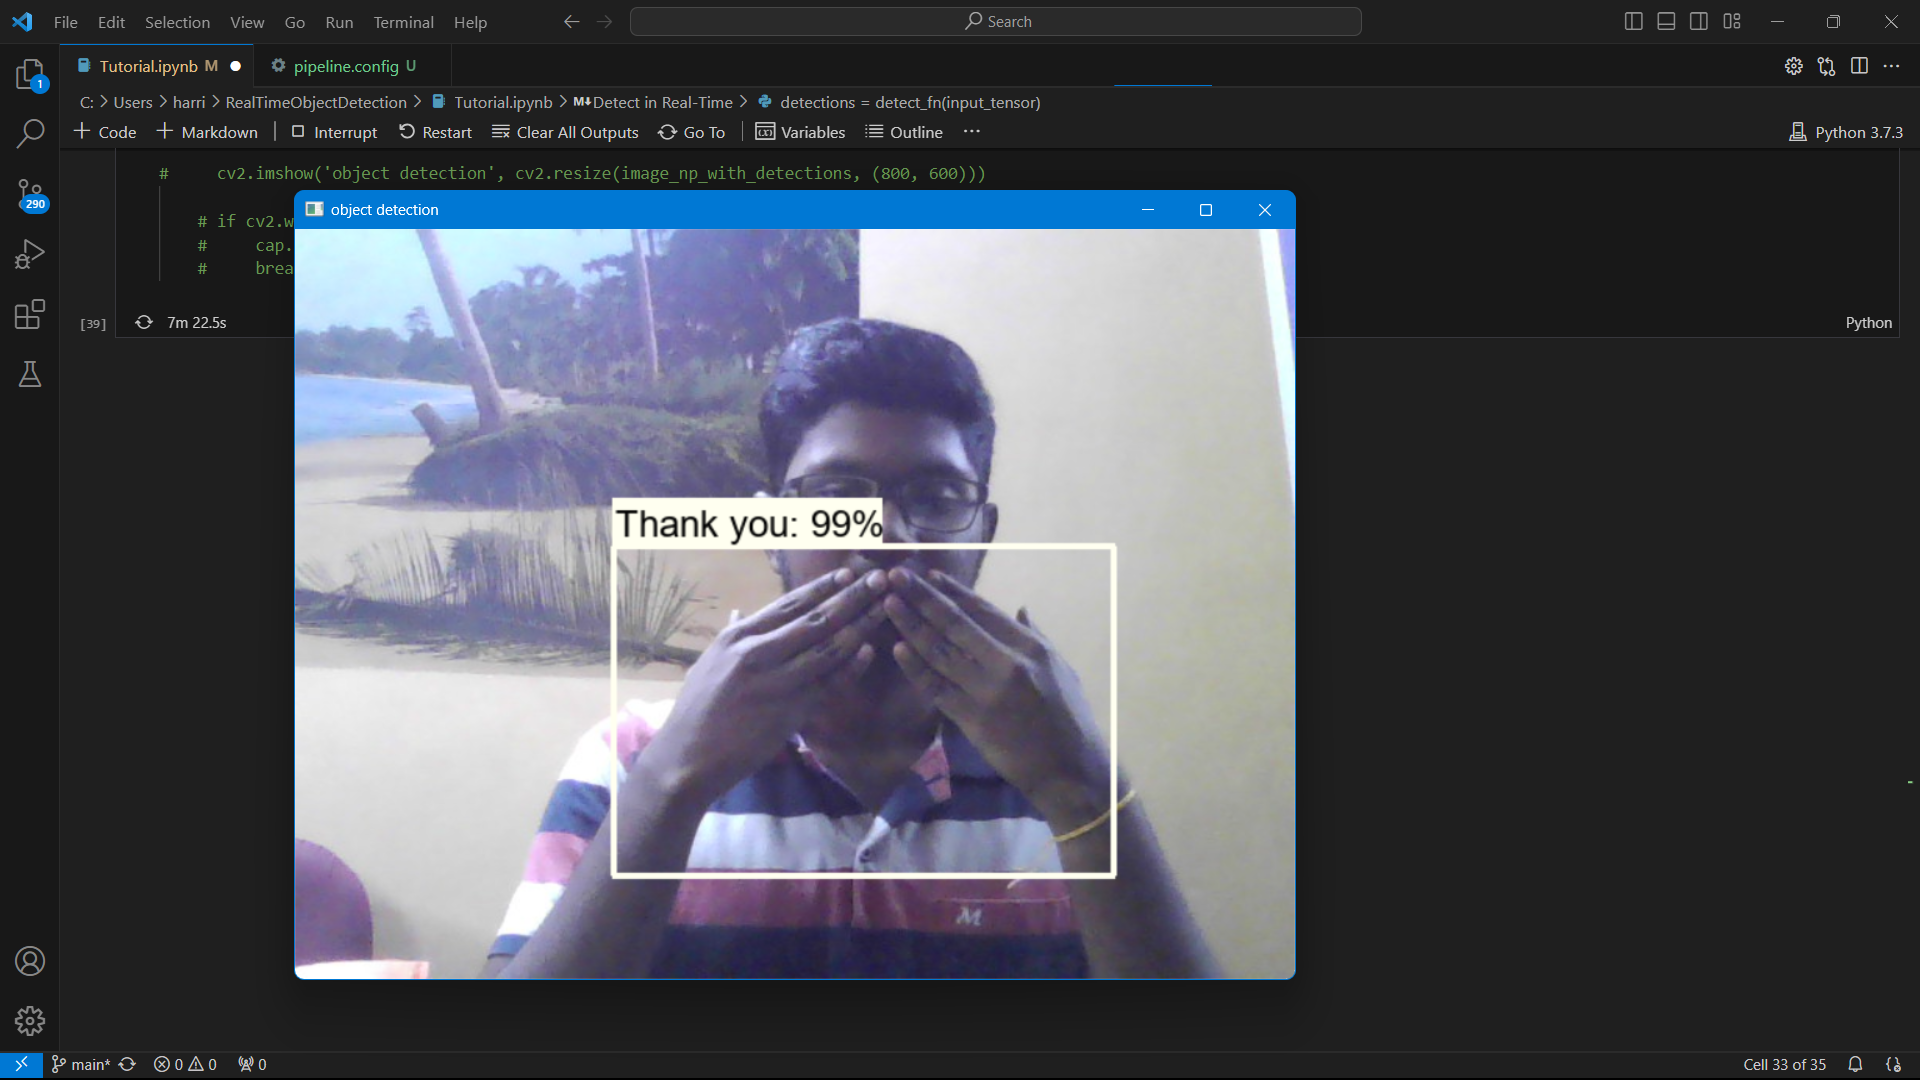 File Edit Selection View Go Run Terminal Help
Search
Tutorial.ipynb M
pipeline.config U
C: > Users > harri > RealTimeObjectDetection > Tutorial.ipynb > M↓Detect in Real-Time > detections = detect_fn(input_tensor)
+ Code + Markdown | Interrupt Restart Clear All Outputs Go To | Variables Outline ...
Python 3.7.3
# cv2.imshow('object detection', cv2.resize(image_np_with_detections, (800, 600)))
object detection
# if cv2.w
# cap.
# brea
[39] 7m 22.5s
Python
Thank you: 99%
M
1
290
main* 0 0 0
Cell 33 of 35